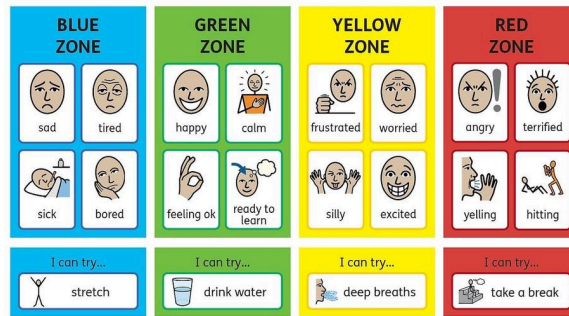 BLUE
ZONE
sad
tired
sick
bored
I can try...
stretch
GREEN
ZONE
happy
calm
feeling ok
ready to
learn
I can try...
drink water
YELLOW
ZONE
frustrated
worried
silly
excited
I can try...
deep breaths
RED
ZONE
angry
terrified
yelling
hitting
I can try...
take a break